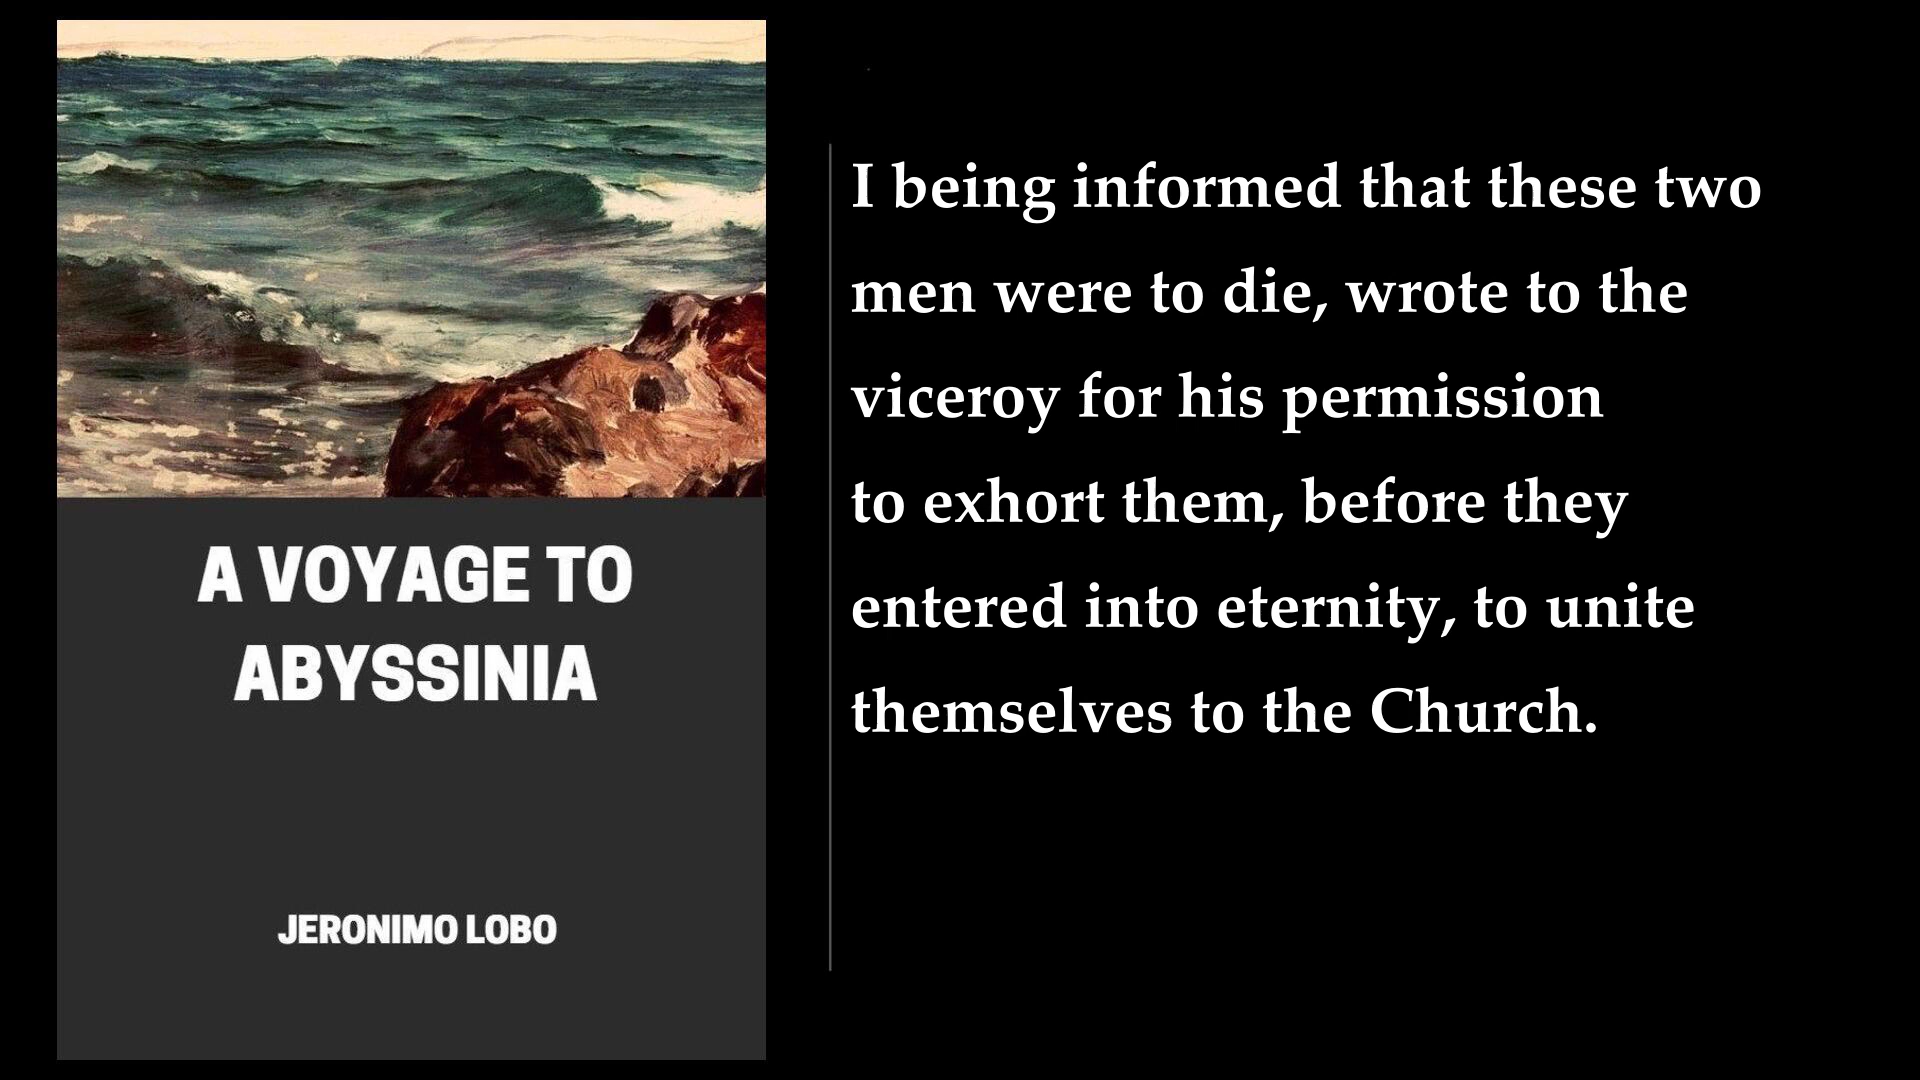 A VOYAGE TO
ABYSSINIA
JERONIMO LOBO
I being informed that these two
men were to die, wrote to the
viceroy for his permission
to exhort them, before they
entered into eternity, to unite
themselves to the Church.